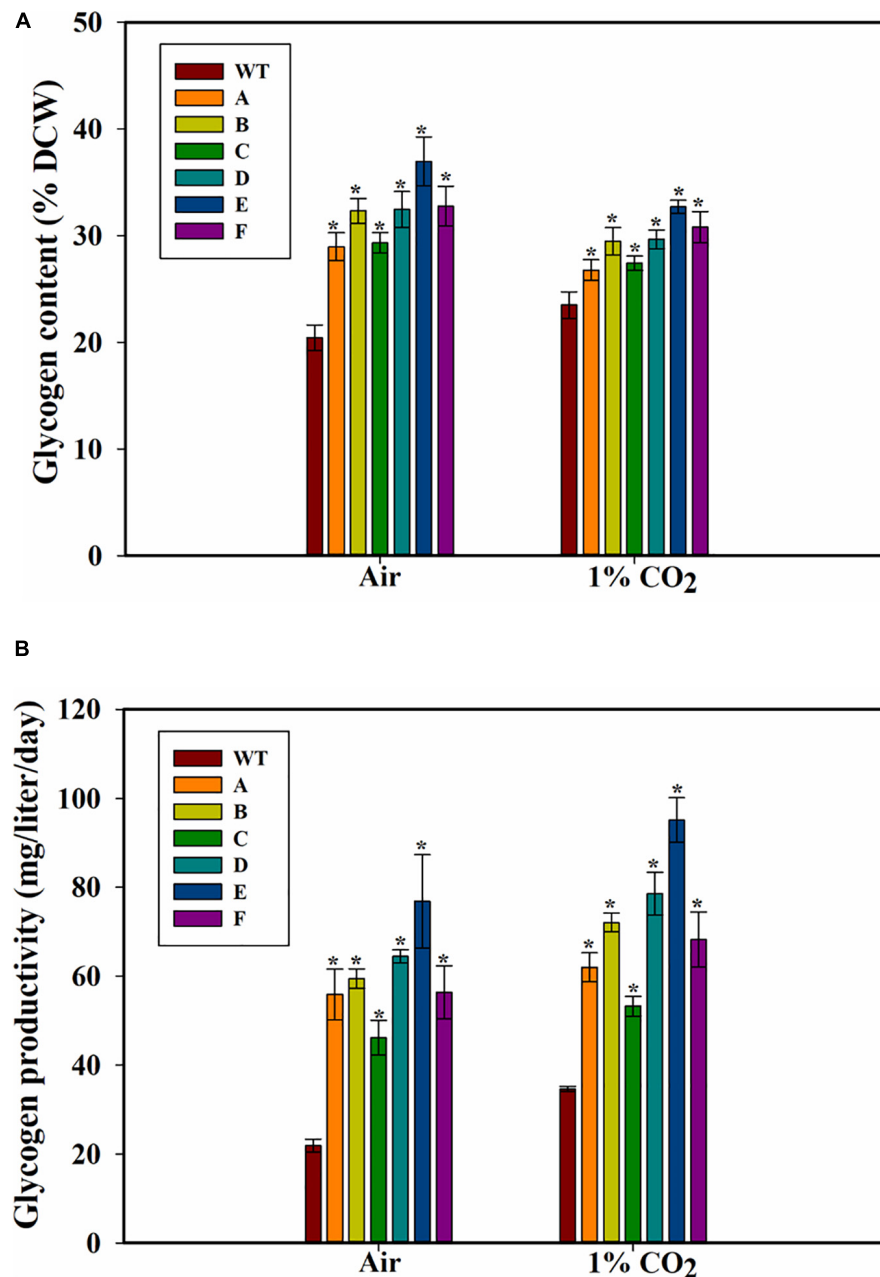 A
Glycogen content (% DCW)
50
40
30
20
10
0
WT
A
B
C
D
E
F
* * * * * *
* * * * * *
Air
1% CO₂
B
Glycogen productivity (mg/liter/day)
120
100
80
60
40
20
0
WT
A
B
C
D
E
F
* * * * * *
* * * * * *
Air
1% CO₂